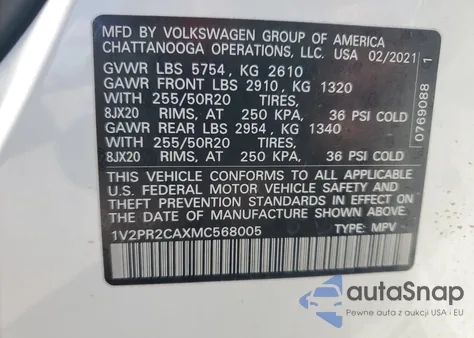 MFD BY VOLKSWAGEN GROUP OF AMERICA
CHATTANOOGA OPERATIONS, LLC. USA 02/2021
GVWR LBS 5754 , KG 2610
GAWR FRONT LBS 2910 , KG 1320
WITH 255/50R20 TIRES,
8JX20 RIMS, AT 250 KPA, 36 PSI COLD
GAWR REAR LBS 2954 , KG 1340
WITH 255/50R20 TIRES,
8JX20 RIMS, AT 250 KPA, 36 PSI COLD
THIS VEHICLE CONFORMS TO ALL APPLICABLE
U.S. FEDERAL MOTOR VEHICLE SAFETY AND
THEFT PREVENTION STANDARDS IN EFFECT ON
THE DATE OF MANUFACTURE SHOWN ABOVE.
1V2PR2CAXMC568005 TYPE: MPV
0769088 1
autoSnap
Pewne auta z aukcji USA i EU